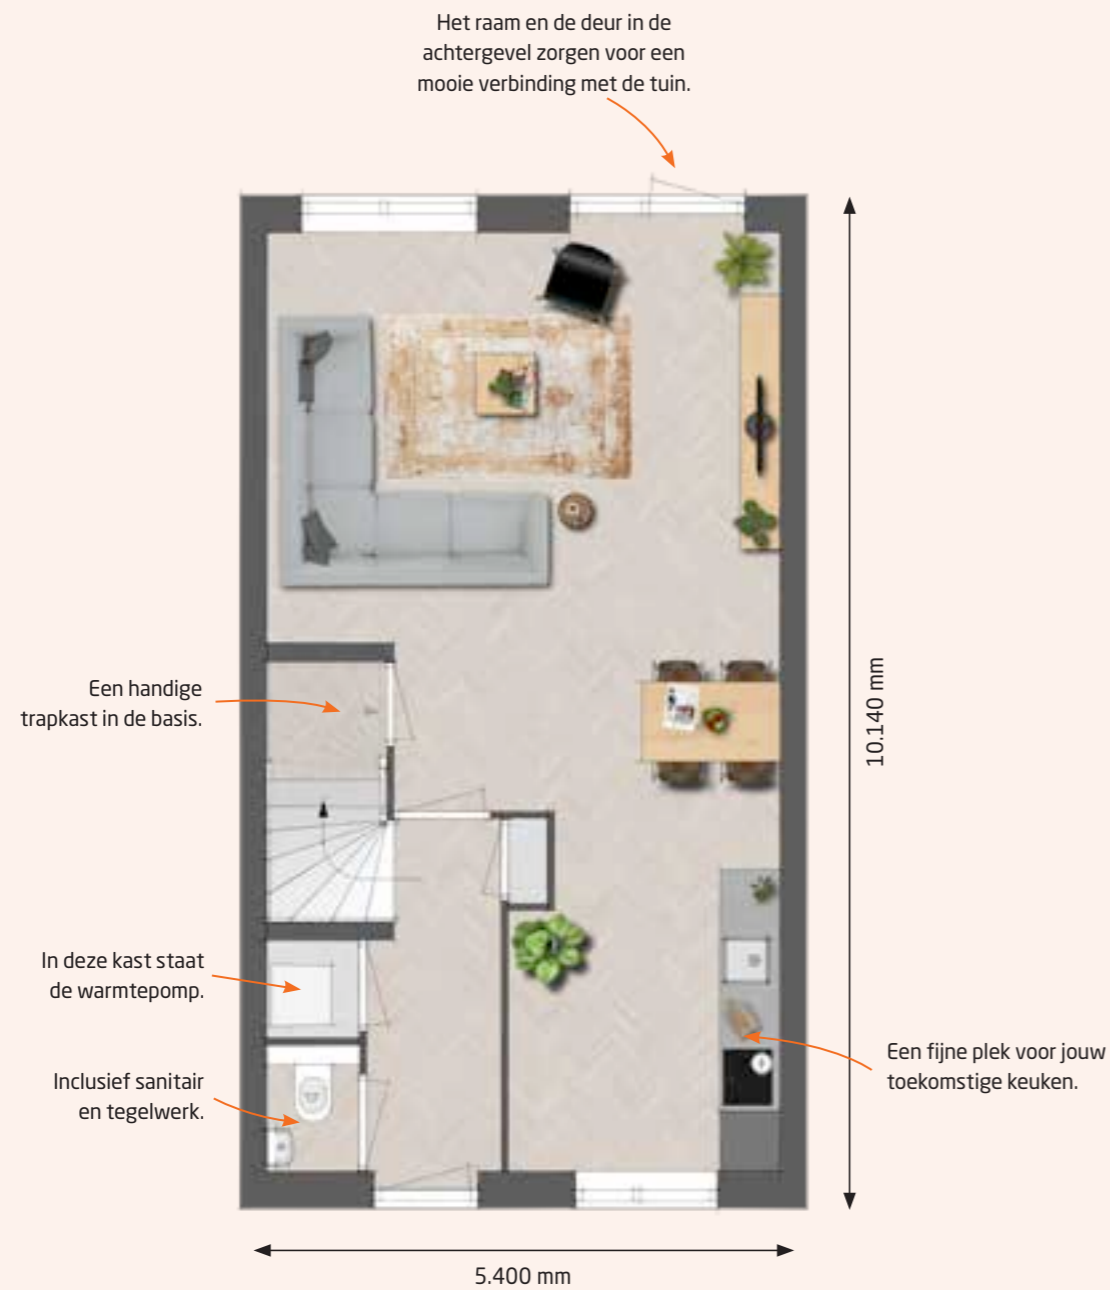 Het raam en de deur in de
achtergevel zorgen voor een
mooie verbinding met de tuin.
Een handige
trapkast in de basis.
10.140 mm
In deze kast staat
de warmtepomp.
Een fijne plek voor jouw
toekomstige keuken.
Inclusief sanitair
en tegelwerk.
5.400 mm